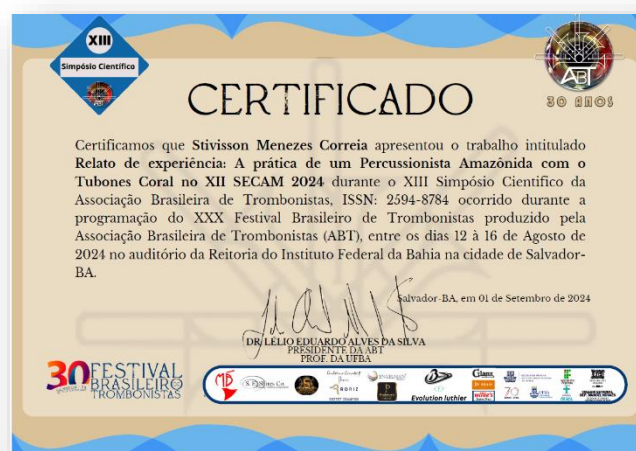 XIII
Simpósio Científico
ABT
ABT
30 ANOS
CERTIFICADO
Certificamos que Stivisson Menezes Correia apresentou o trabalho intitulado
Relato de experiência: A prática de um Percussionista Amazônida com o
Tubones Coral no XII SECAM 2024 durante o XIII Simpósio Cientifico da
Associação Brasileira de Trombonistas, ISSN: 2594-8784 ocorrido durante a
programação do XXX Festival Brasileiro de Trombonistas produzido pela
Associação Brasileira de Trombonistas (ABT), entre os dias 12 à 16 de Agosto de
2024 no auditório da Reitoria do Instituto Federal da Bahia na cidade de Salvador-
BA.
Salvador-BA, em 01 de Setembro de 2024
DR. LÉLIO EDUARDO ALVES DA SILVA
PRESIDENTE DA ABT
PROF. DA UFBA
30 FESTIVAL
BRASILEIRO
TROMBONISTAS
Evolution luthier